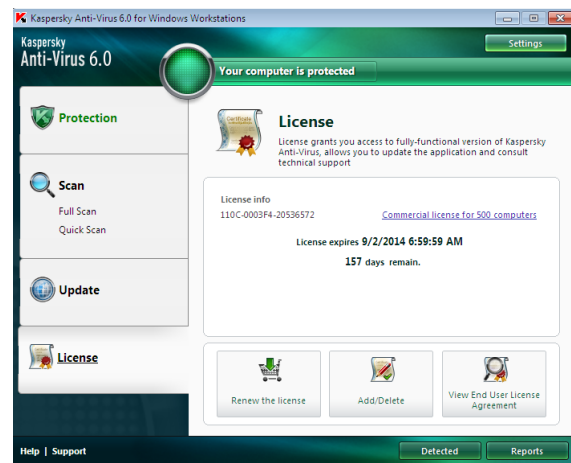 Kaspersky Anti-Virus 6.0 for Windows Workstations
Kaspersky
Anti-Virus 6.0
Settings
Your computer is protected
Protection
Scan
Full Scan
Quick Scan
Update
License
Certificate
License
License grants you access to fully-functional version of Kaspersky
Anti-Virus, allows you to update the application and consult
technical support
License info
110C-0003F4-20536572
Commercial license for 500 computers
License expires 9/2/2014 6:59:59 AM
157 days remain.
Renew the license
Add/Delete
View End User License
Agreement
Help | Support
Detected
Reports